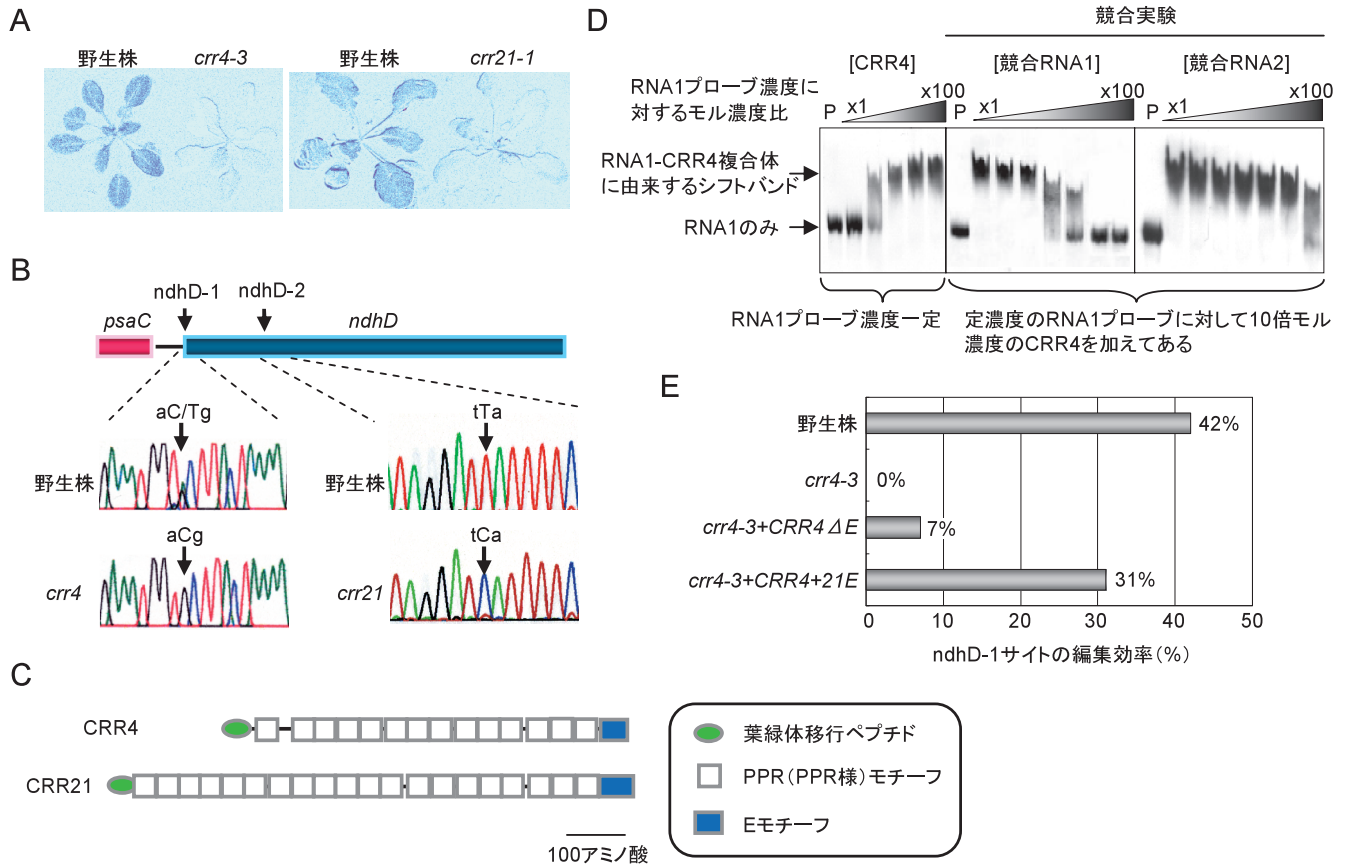 A
野生株 crr4-3 野生株 crr21-1
B
ndhD-1 ndhD-2
psaC ndhD
aC/Tg tTa
野生株 野生株
aCg tCa
crr4 crr21
C
CRR4
CRR21
100アミノ酸
葉緑体移行ペプチド
PPR(PPR様)モチーフ
Eモチーフ
D
競合実験
[CRR4] [競合RNA1] [競合RNA2]
RNA1プローブ濃度に
対するモル濃度比
P x1 x100 P x1 x100 P x1 x100
RNA1-CRR4複合体
に由来するシフトバンド
RNA1のみ
RNA1プローブ濃度一定
定濃度のRNA1プローブに対して10倍モル
濃度のCRR4を加えてある
E
野生株 42%
crr4-3 0%
crr4-3+CRR4ΔE 7%
crr4-3+CRR4+21E 31%
0 10 20 30 40 50
ndhD-1サイトの編集効率(%)